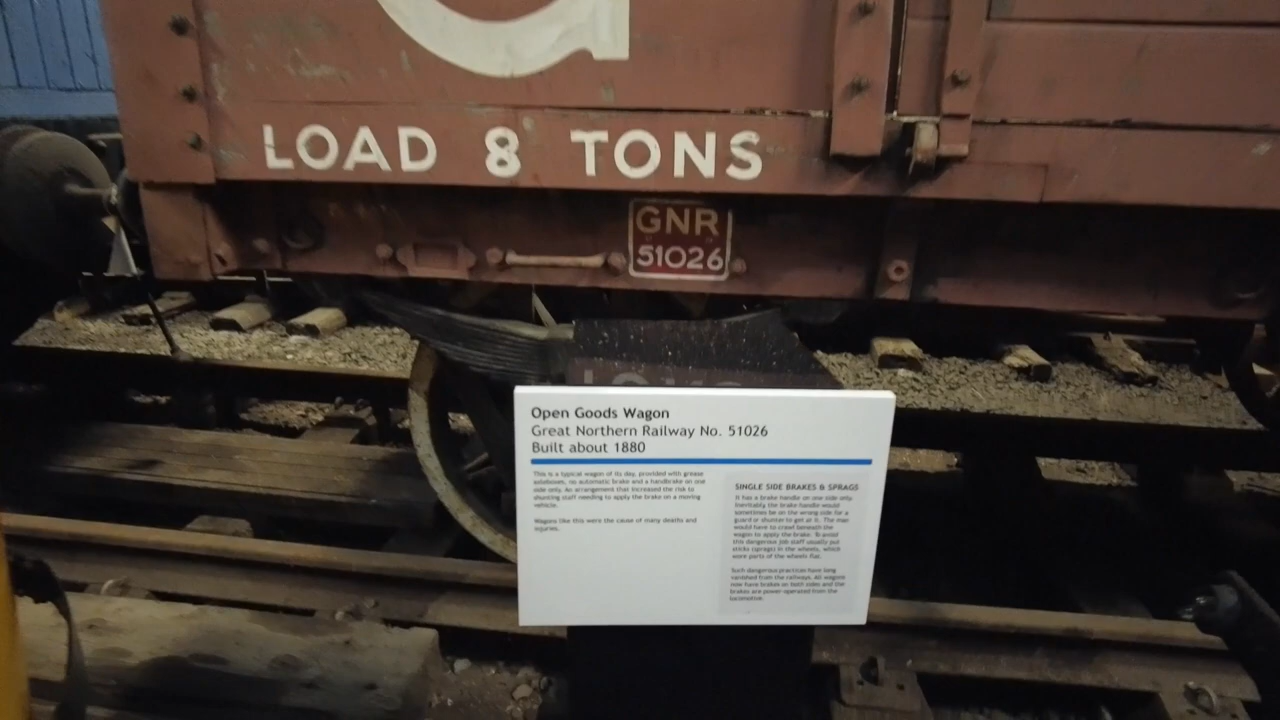 G
LOAD 8 TONS
GNR
51026
Open Goods Wagon
Great Northern Railway No. 51026
Built about 1880
This is a typical wagon of its day, provided with grease
axleboxes, no automatic brake and a handbrake on one
side only. An arrangement that increased the risk to
shunting staff needing to apply the brake on a moving
vehicle.
Wagons like this were the cause of many deaths and
injuries.
SINGLE SIDE BRAKES & SPRAGS
It has a brake handle on one side only.
Inevitably the brake handle would
sometimes be on the wrong side for a
guard or shunter to get at it. The man
would have to crawl beneath the
wagon to apply the brake. To avoid
this dangerous job staff usually put
sticks (sprags) in the wheels, which
wore parts of the wheels flat.
Such dangerous practices have long
vanished from the railways. All wagons
now have brakes on both sides and the
brakes are power-operated from the
locomotive.